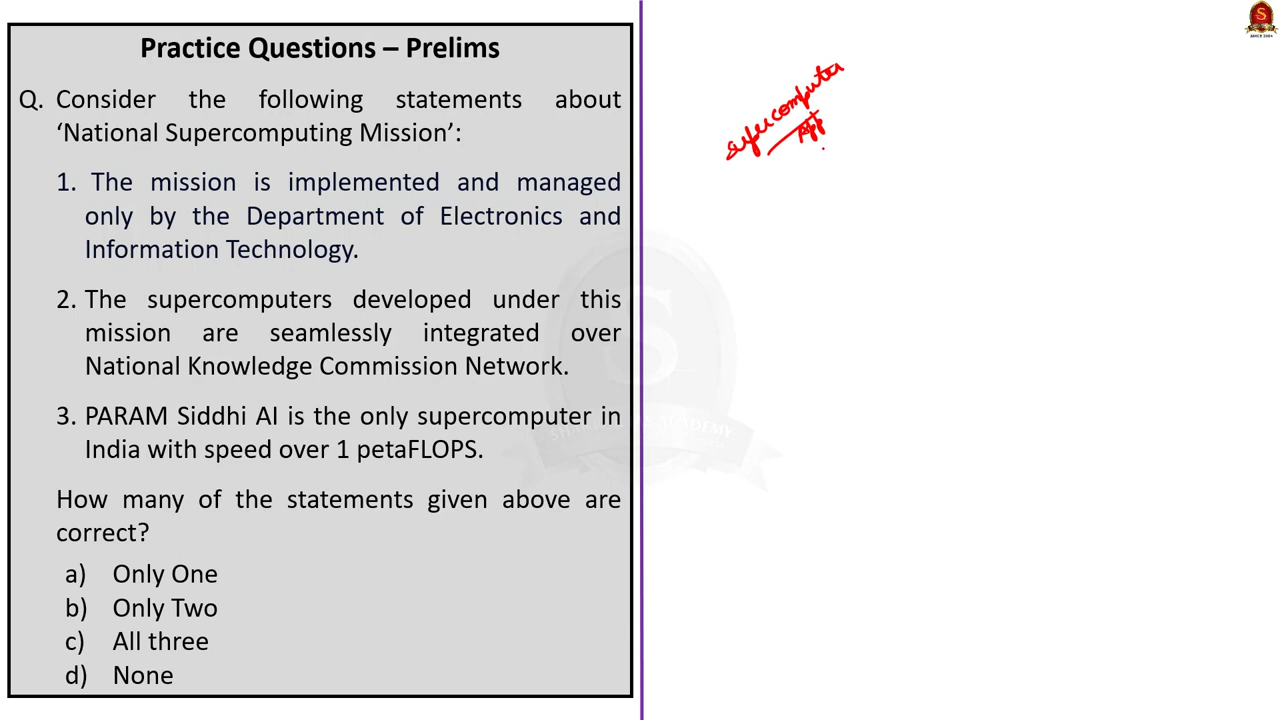 Practice Questions – Prelims
Q. Consider the following statements about
‘National Supercomputing Mission’:
1. The mission is implemented and managed
only by the Department of Electronics and
Information Technology.
2. The supercomputers developed under this
mission are seamlessly integrated over
National Knowledge Commission Network.
3. PARAM Siddhi AI is the only supercomputer in
India with speed over 1 petaFLOPS.
How many of the statements given above are
correct?
a) Only One
b) Only Two
c) All three
d) None
Supercomputer
App
S
SINCE 2004